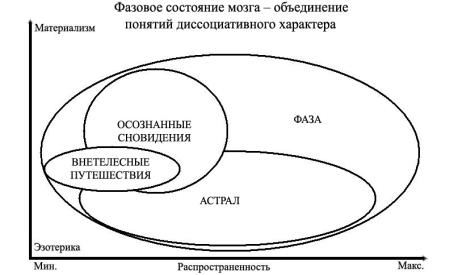 Фазовое состояние мозга – объединение
понятий диссоциативного характера
Материализм
ОСОЗНАННЫЕ
СНОВИДЕНИЯ
ФАЗА
ВНЕТЕЛЕСНЫЕ
ПУТЕШЕСТВИЯ
АСТРАЛ
Эзотерика
Мин.
Распространенность
Макс.